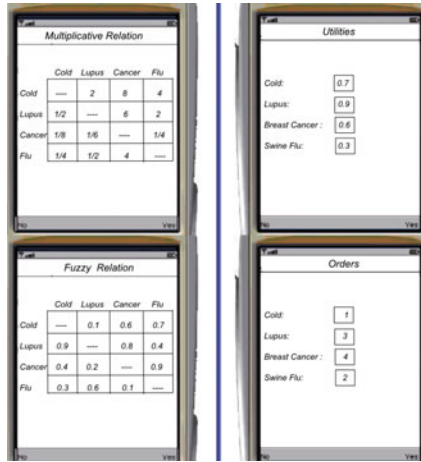 Multiplicative Relation
Cold Lupus Cancer Flu
Cold ---- 2 8 4
Lupus 1/2 ---- 6 2
Cancer 1/8 1/6 ---- 1/4
Flu 1/4 1/2 4 ----
No Yes
Utilities
Cold: 0.7
Lupus: 0.9
Breast Cancer : 0.6
Swine Flu: 0.3
No Yes
Fuzzy Relation
Cold Lupus Cancer Flu
Cold ---- 0.1 0.6 0.7
Lupus 0.9 ---- 0.8 0.4
Cancer 0.4 0.2 ---- 0.9
Flu 0.3 0.6 0.1 ----
No Yes
Orders
Cold: 1
Lupus: 3
Breast Cancer : 4
Swine Flu: 2
No Yes